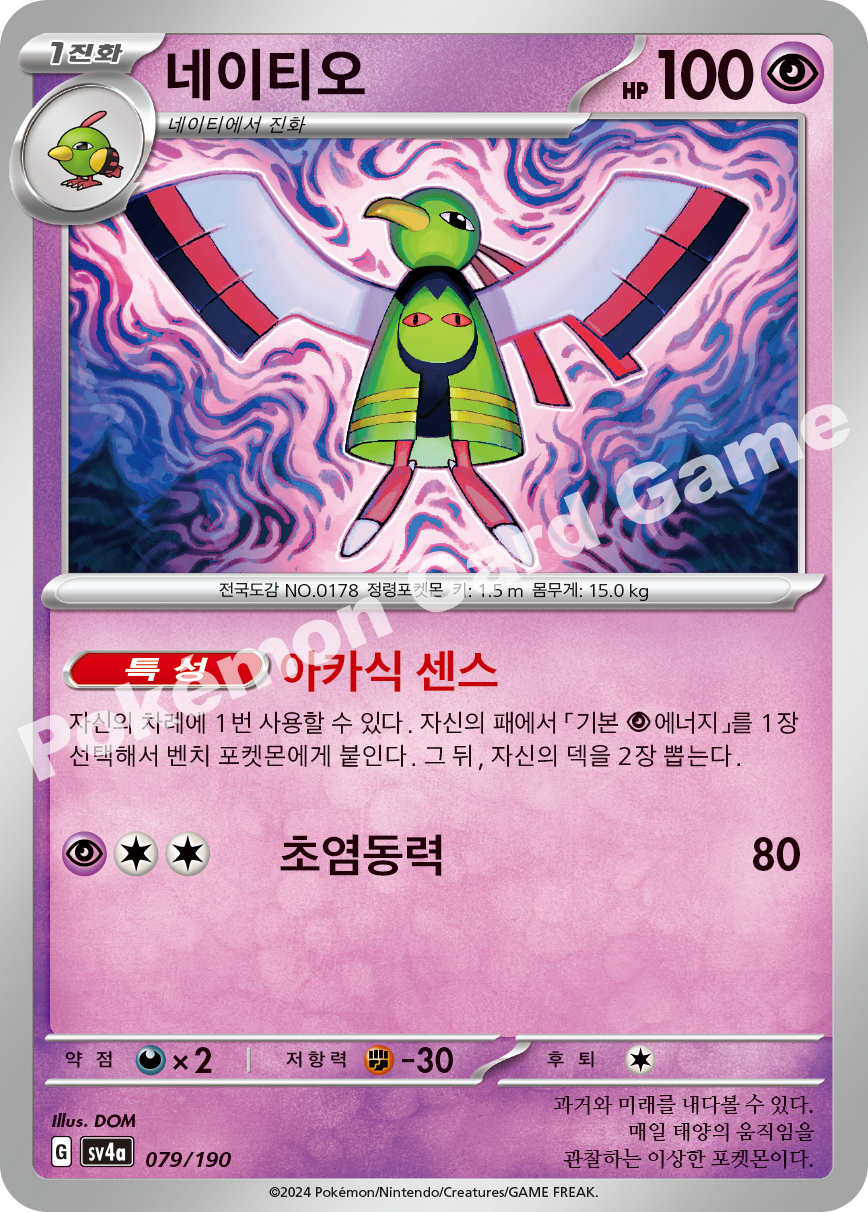 1진화
네이티오
HP 100
네이티에서 진화
전국도감 NO.0178 정령포켓몬 키: 1.5 m 몸무게: 15.0 kg
특성 아카식 센스
자신의 차례에 1번 사용할 수 있다. 자신의 패에서 「기본 에너지」를 1장
선택해서 벤치 포켓몬에게 붙인다. 그 뒤, 자신의 덱을 2장 뽑는다.
초염동력 80
약점 ×2 저항력 -30 후퇴
과거와 미래를 내다볼 수 있다.
매일 태양의 움직임을
관찰하는 이상한 포켓몬이다.
Illus. DOM
G sv4a 079/190
©2024 Pokémon/Nintendo/Creatures/GAME FREAK.
Pokémon Card Game